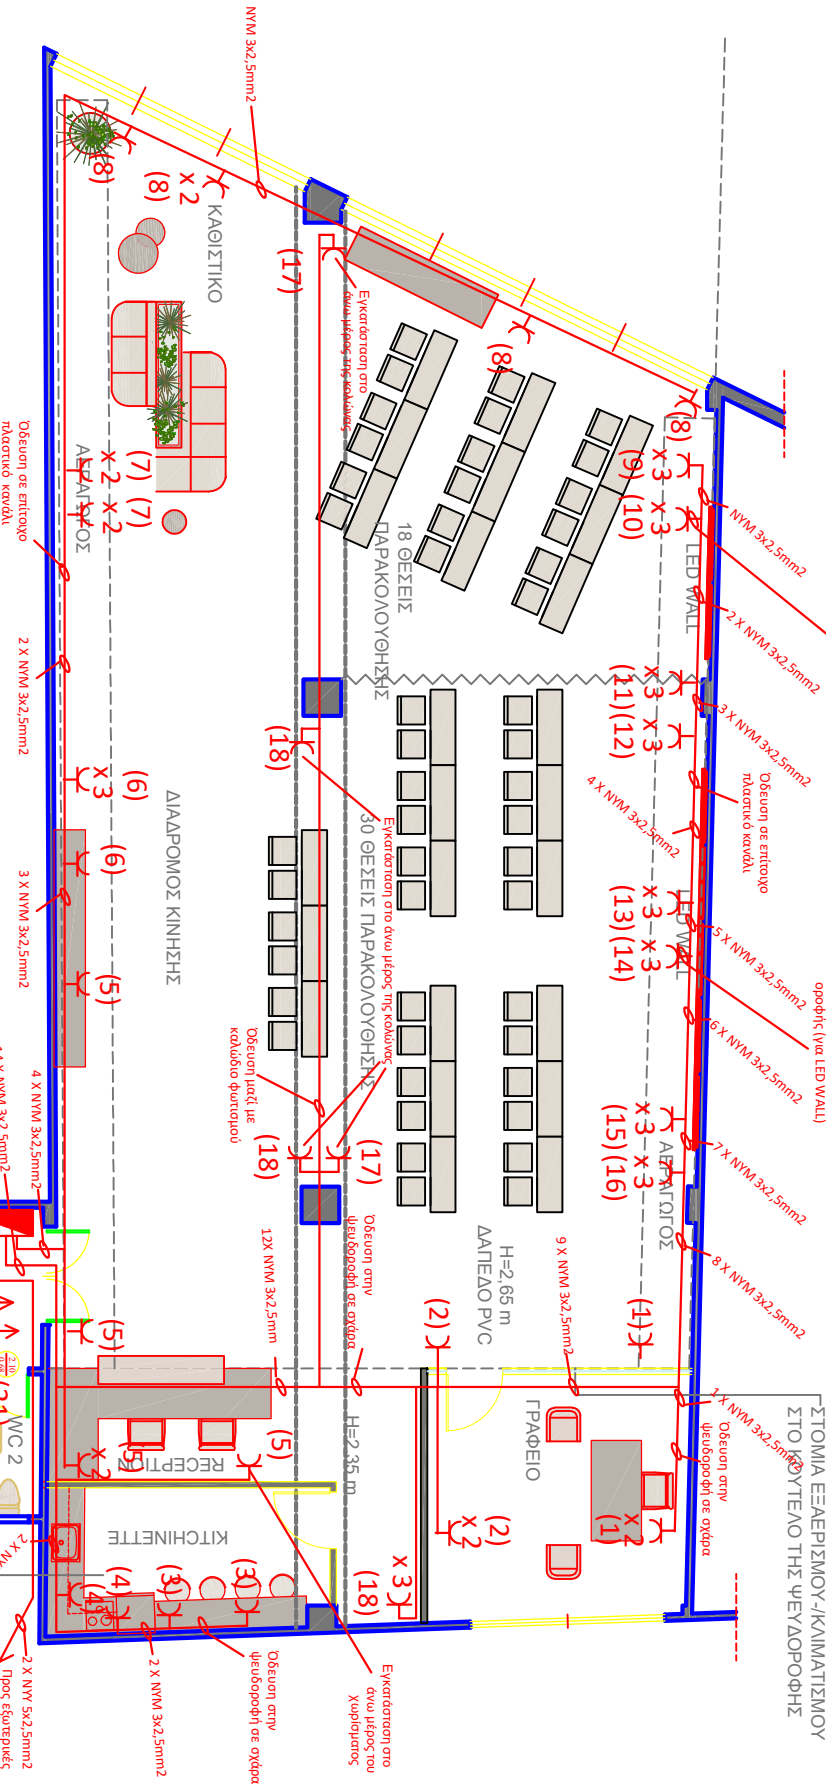 NYM 3x2,5mm2
(8)
x 2
(8)
ΚΑΘΙΣΤΙΚΟ
(17)
Εγκατάσταση στο
άνω μέρος της κολώνας
(8)
(8)
x 3
(9)
x 3
(10)
NYM 3x2,5mm2
LED WALL
2 X NYM 3x2,5mm2
18 ΘΕΣΕΙΣ
ΠΑΡΑΚΟΛΟΥΘΗΣΗΣ
Όδευση σε επίτοιχο
πλαστικό κανάλι
ΑΕΡΑΓΩΓΟΣ
(7)
x 2
(7)
x 2
2 X NYM 3x2,5mm2
x 3
(11)
x 3
(12)
3 X NYM 3x2,5mm2
(18)
(6)
x 3
(6)
ΔΙΑΔΡΟΜΟΣ ΚΙΝΗΣΗΣ
Εγκατάσταση στο άνω μέρος της κολώνας
30 ΘΕΣΕΙΣ ΠΑΡΑΚΟΛΟΥΘΗΣΗΣ
4 X NYM 3x2,5mm2
Όδευση σε επίτοιχο
πλαστικό κανάλι
3 X NYM 3x2,5mm2
(5)
x 3
(13)
x 3
(14)
LED WALL
5 X NYM 3x2,5mm2
6 X NYM 3x2,5mm2
οροφής (για LED WALL)
Όδευση μαζί με
καλώδιο φωτισμού
(18)
(17)
4 X NYM 3x2,5mm2
x 3
(15)
x 3
(16)
ΑΕΡΑΓΩΓΟΣ
7 X NYM 3x2,5mm2
8 X NYM 3x2,5mm2
12X NYM 3x2,5mm
Όδευση στην
ψευδοροφή σε σχάρα
H=2,65 m
ΔΑΠΕΔΟ PVC
9 X NYM 3x2,5mm2
(2)
(1)
(5)
1 X NYM 3x2,5mm2
ΣΤΟΜΙΑ ΕΞΑΕΡΙΣΜΟΥ-/ΚΛΙΜΑΤΙΣΜΟΥ
ΣΤΟ ΚΟΥΤΕΛΟ ΤΗΣ ΨΕΥΔΟΡΟΦΗΣ
Όδευση στην
ψευδοροφή σε σχάρα
ΓΡΑΦΕΙΟ
H=2,35 m
(21)
WC 2
x 2
(5)
RECEPTION
(5)
KITCHINETTE
x 2
(2)
x 2
(1)
(4)
(4)
(3)
(3)
x 3
(18)
2 X NYM 3x2,5mm2
Όδευση στην
ψευδοροφή σε σχάρα
Εγκατάσταση στο
άνω μέρος του
Χωρίσματος
2 X NYY 5x2,5mm2
Προς εξωτερικές